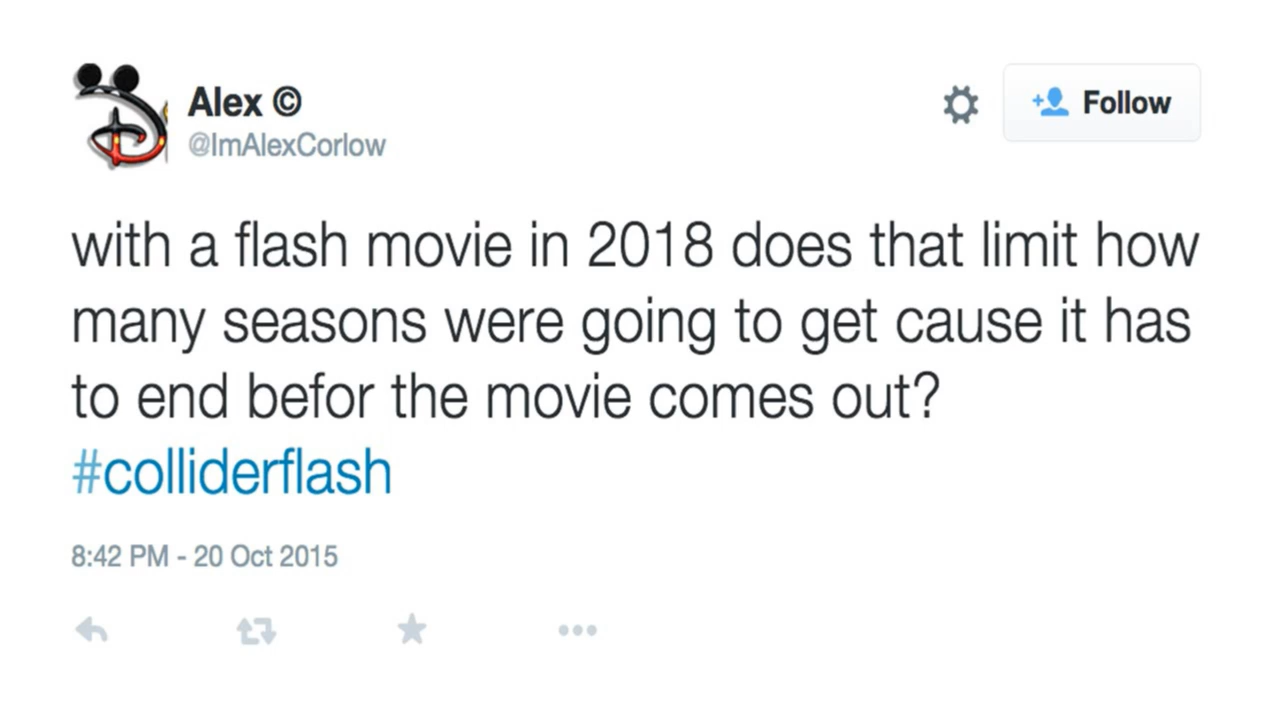 Alex ©
@ImAlexCorlow
Follow
with a flash movie in 2018 does that limit how
many seasons were going to get cause it has
to end befor the movie comes out?
#colliderflash
8:42 PM - 20 Oct 2015